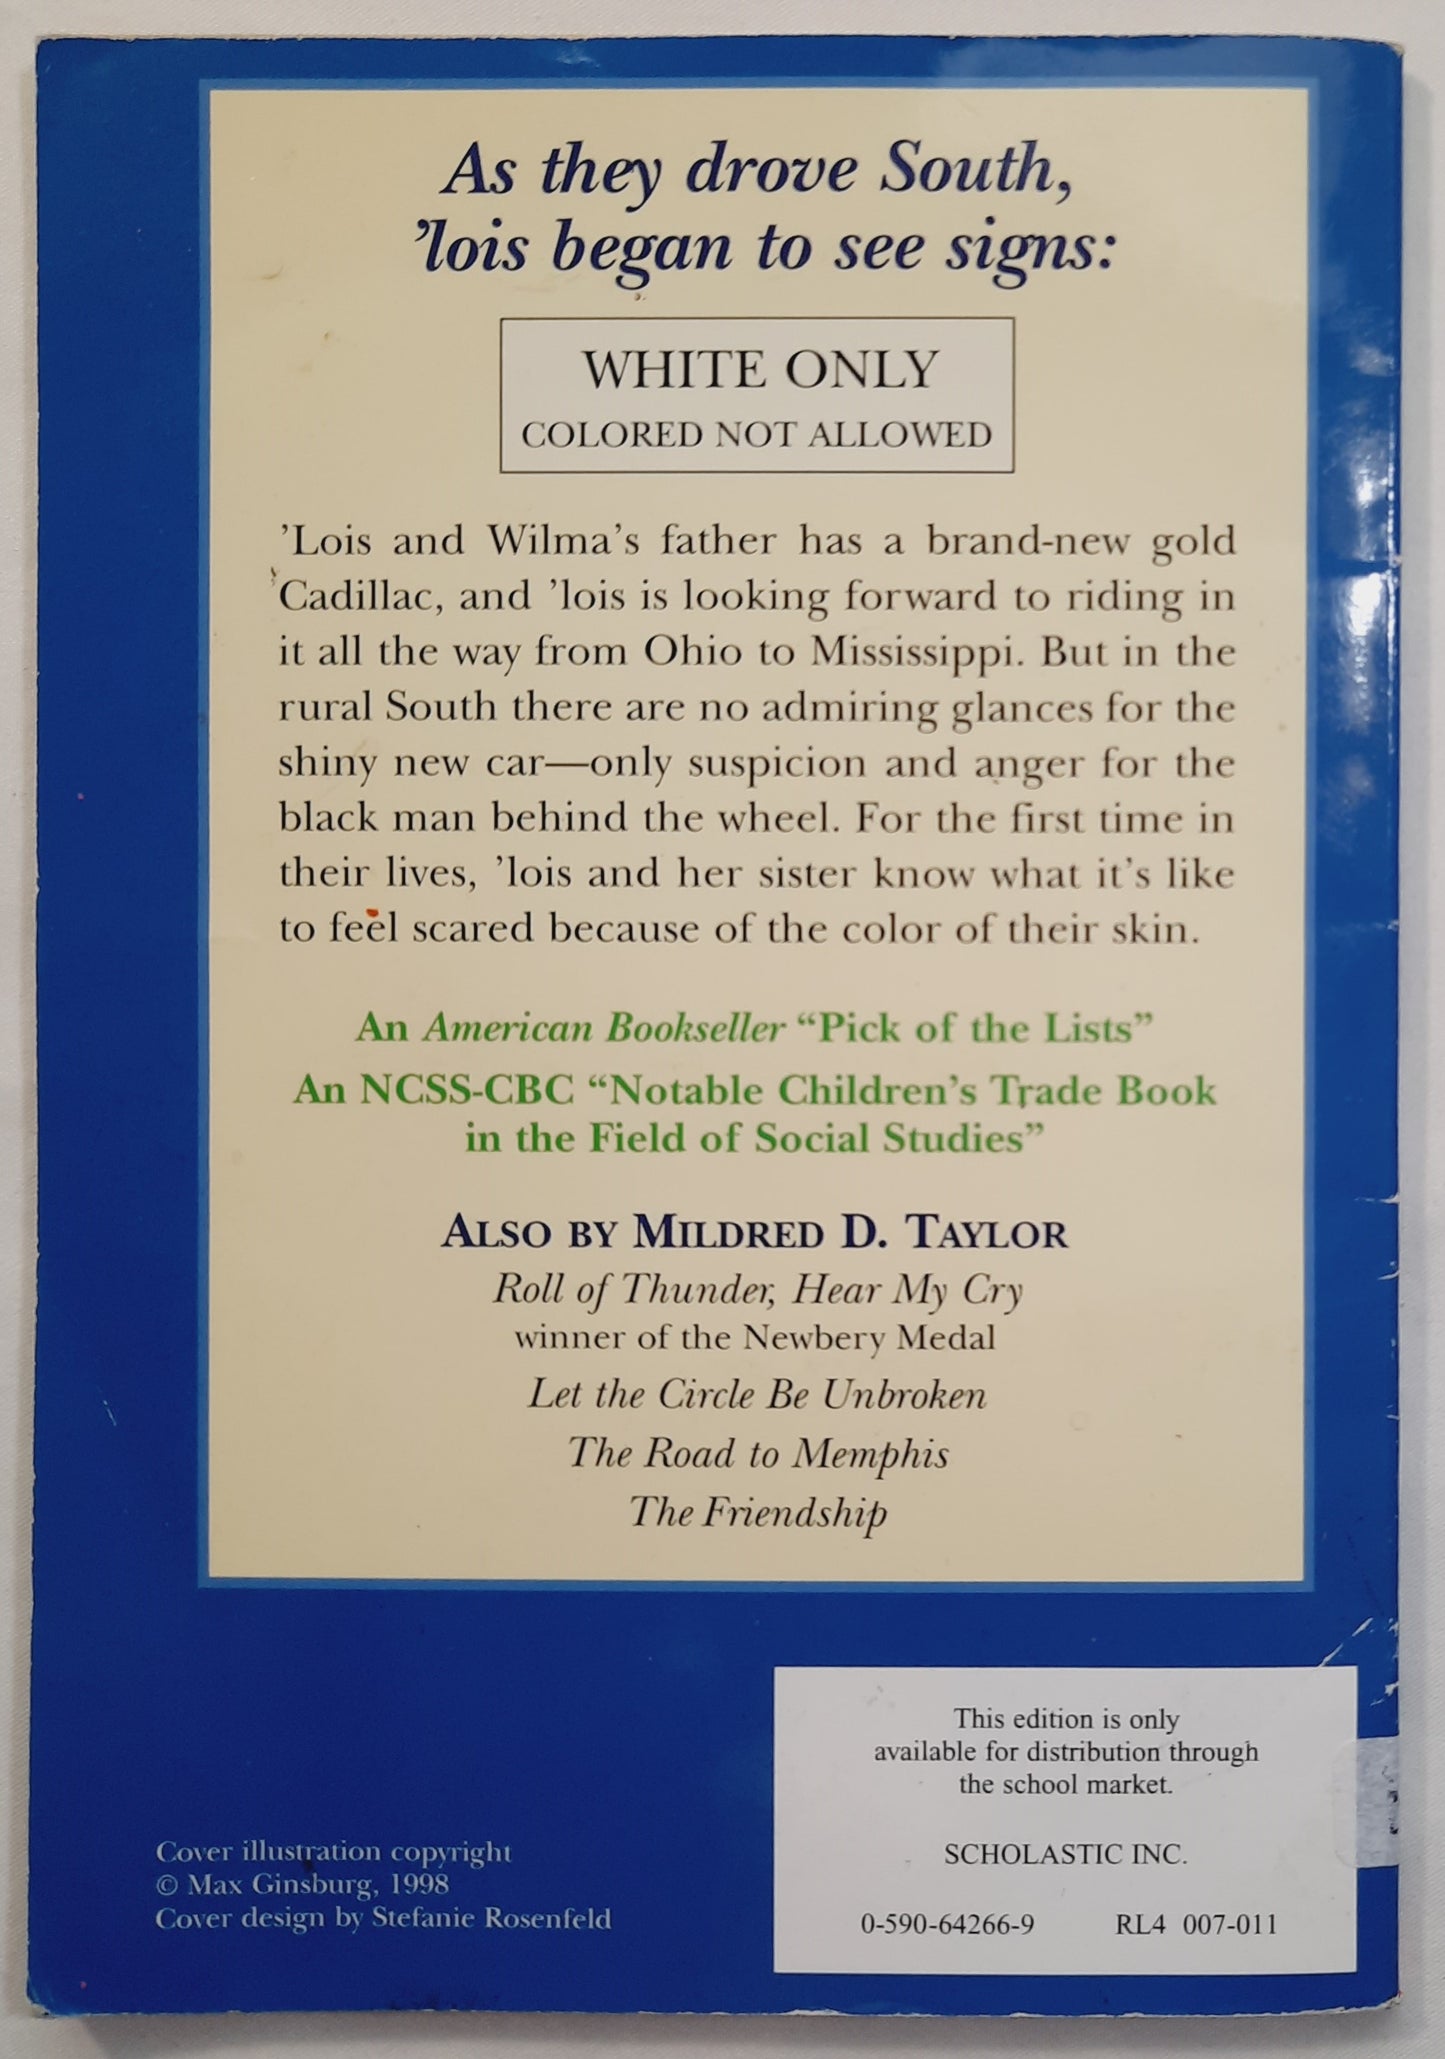 As they drove South,
’lois began to see signs:
WHITE ONLY
COLORED NOT ALLOWED
’Lois and Wilma’s father has a brand-new gold
Cadillac, and ’lois is looking forward to riding in
it all the way from Ohio to Mississippi. But in the
rural South there are no admiring glances for the
shiny new car—only suspicion and anger for the
black man behind the wheel. For the first time in
their lives, ’lois and her sister know what it’s like
to feel scared because of the color of their skin.
An American Bookseller “Pick of the Lists”
An NCSS-CBC “Notable Children’s Trade Book
in the Field of Social Studies”
ALSO BY MILDRED D. TAYLOR
Roll of Thunder, Hear My Cry
winner of the Newbery Medal
Let the Circle Be Unbroken
The Road to Memphis
The Friendship
This edition is only
available for distribution through
the school market.
SCHOLASTIC INC.
0-590-64266-9 RL4 007-011
Cover illustration copyright
© Max Ginsburg, 1998
Cover design by Stefanie Rosenfeld